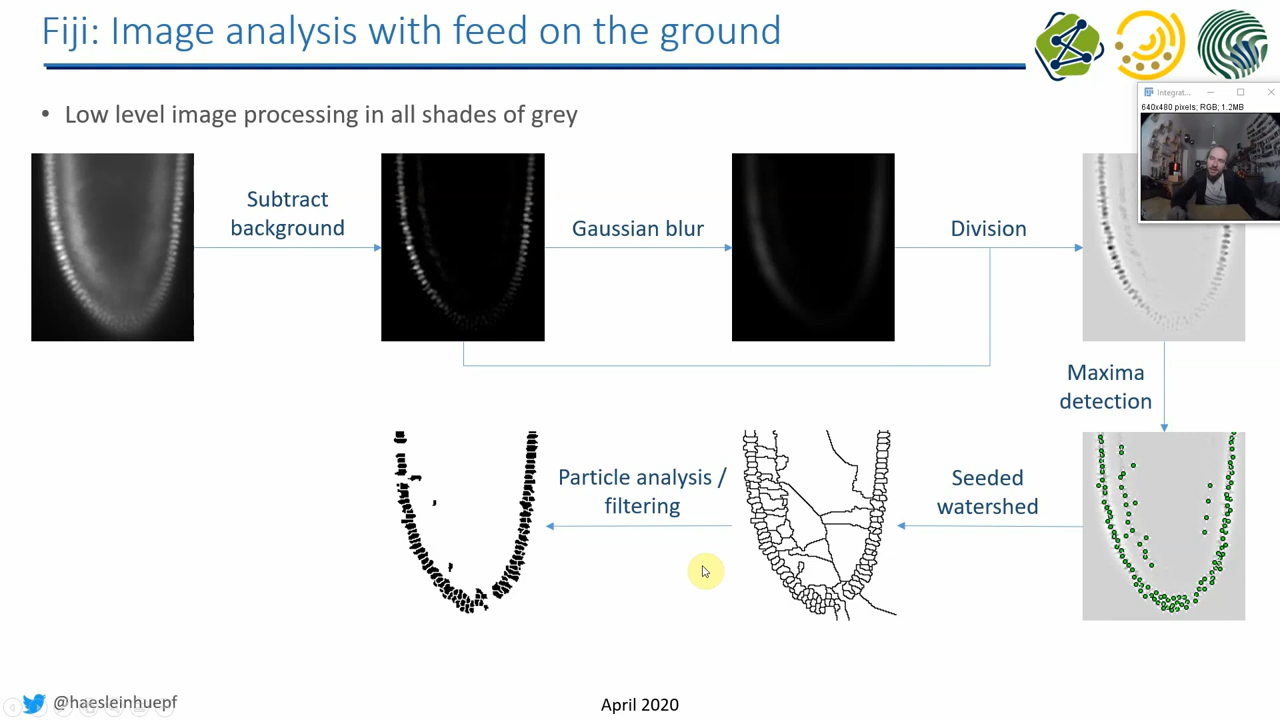 Fiji: Image analysis with feed on the ground
• Low level image processing in all shades of grey
Integrat...
640x480 pixels; RGB; 1.2MB
Subtract
background
Gaussian blur
Division
Maxima
detection
Seeded
watershed
Particle analysis /
filtering
@haesleinhuepf
April 2020